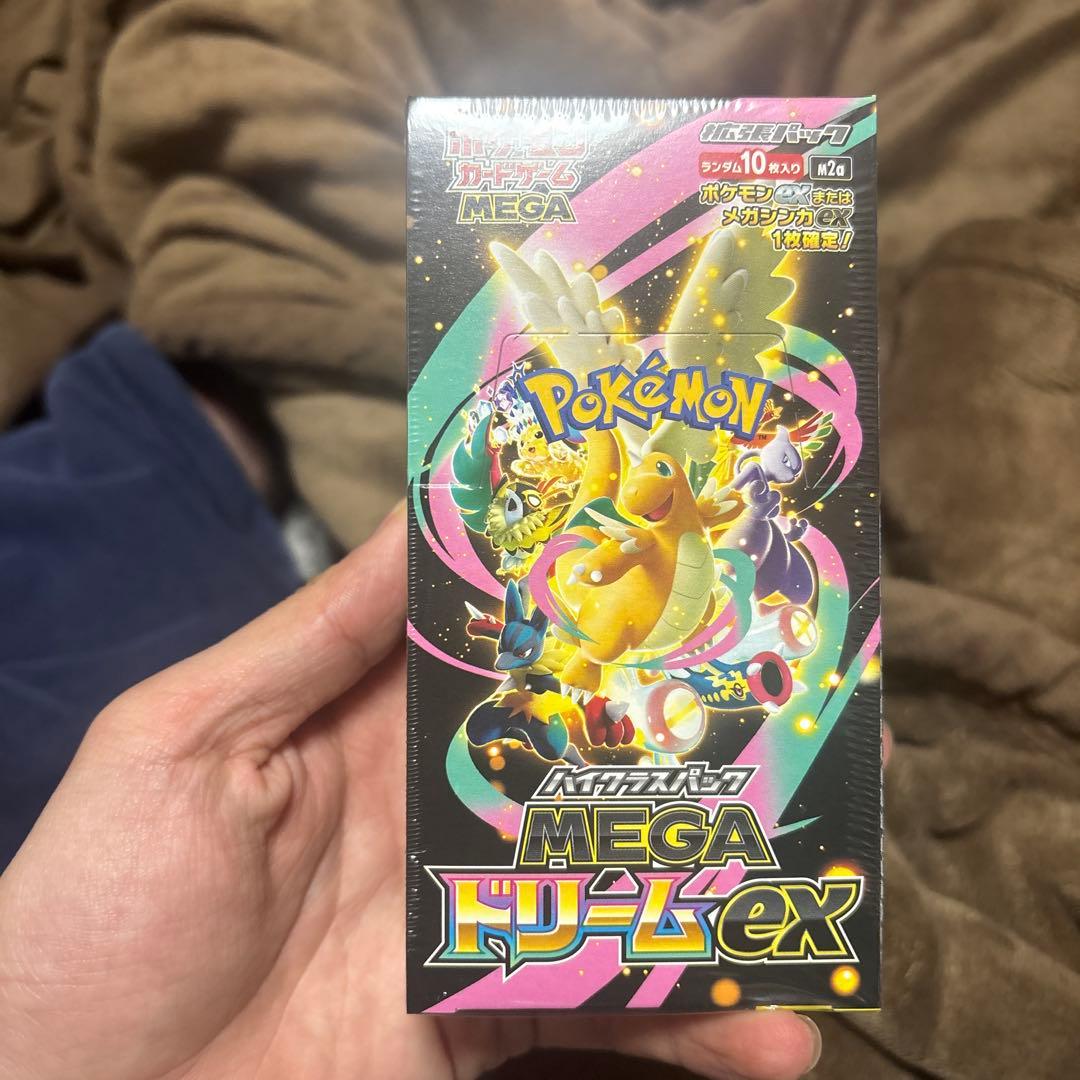 ポケモン
カードゲーム
MEGA
拡張パック
ランダム10枚入り M2a
ポケモンexまたは
メガシンカex
1枚確定!
POKéMON
TM
ハイクラスパック
MEGA
ドリームex